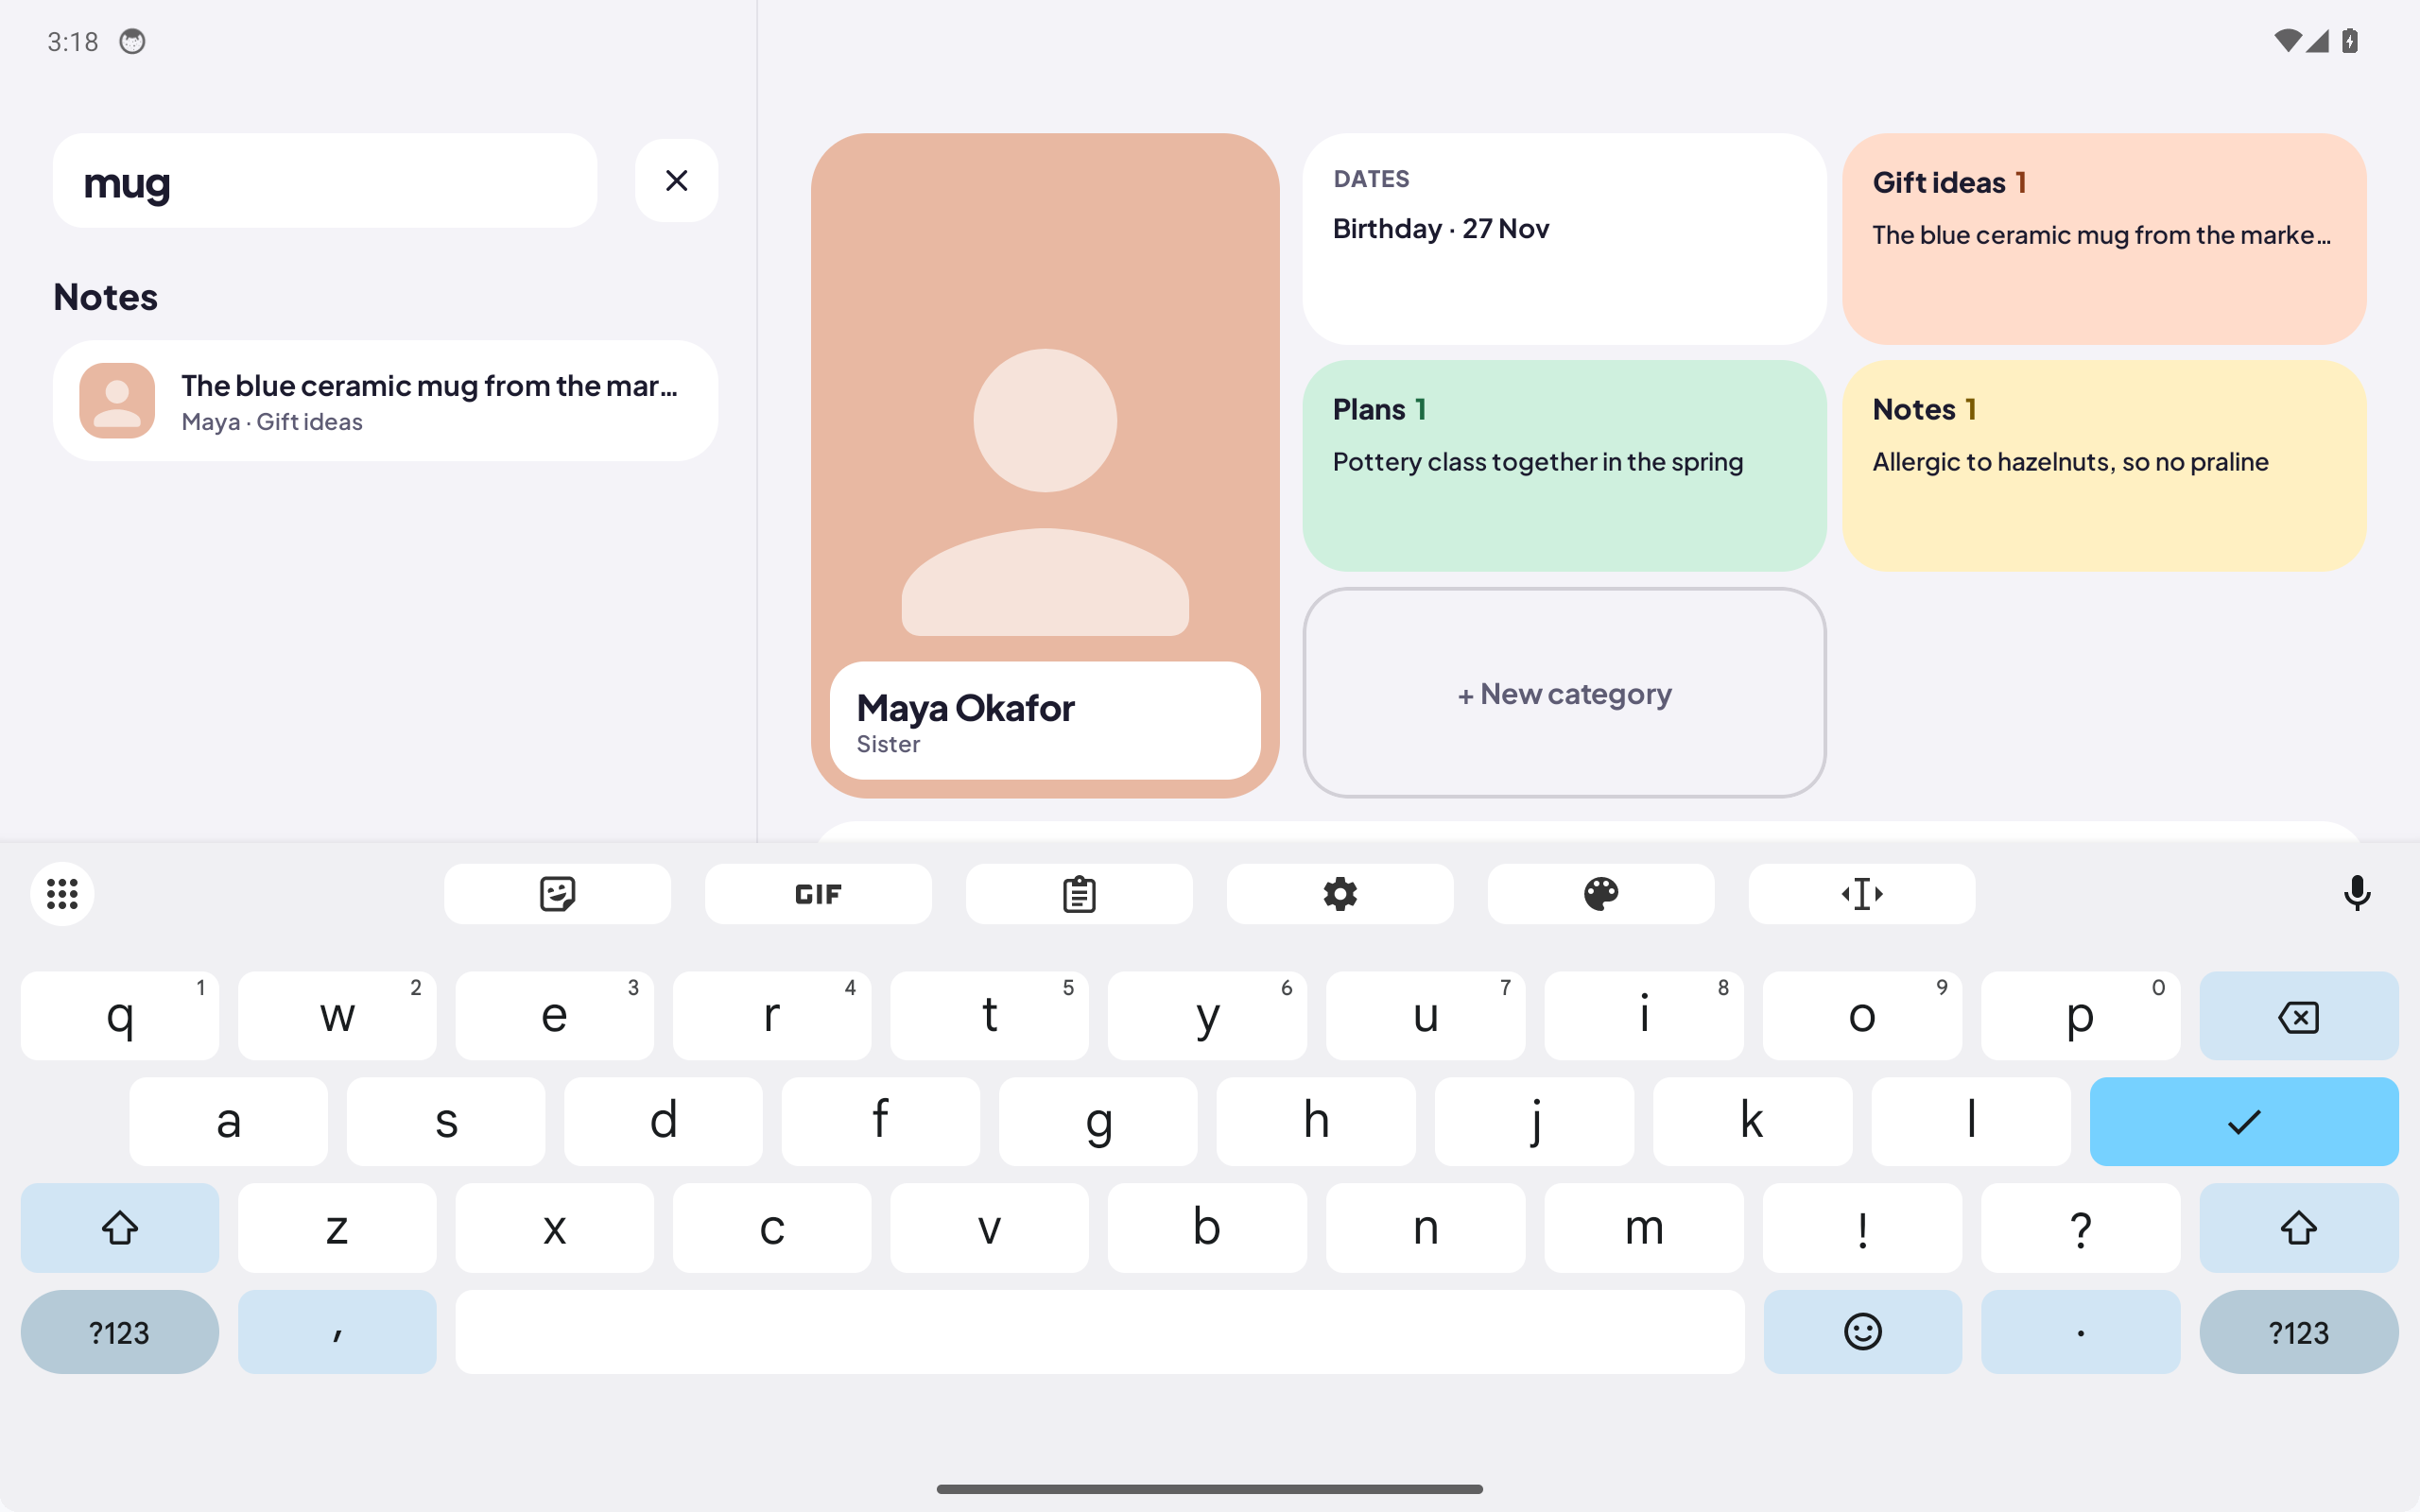 3:18
mug
Notes
The blue ceramic mug from the mar...
Maya · Gift ideas
Maya Okafor
Sister
DATES
Birthday · 27 Nov
Gift ideas 1
The blue ceramic mug from the marke...
Plans 1
Pottery class together in the spring
Notes 1
Allergic to hazelnuts, so no praline
+ New category
GIF
q 1 w 2 e 3 r 4 t 5 y 6 u 7 i 8 o 9 p 0
a s d f g h j k l
z x c v b n m ! ?
?123 , . ?123